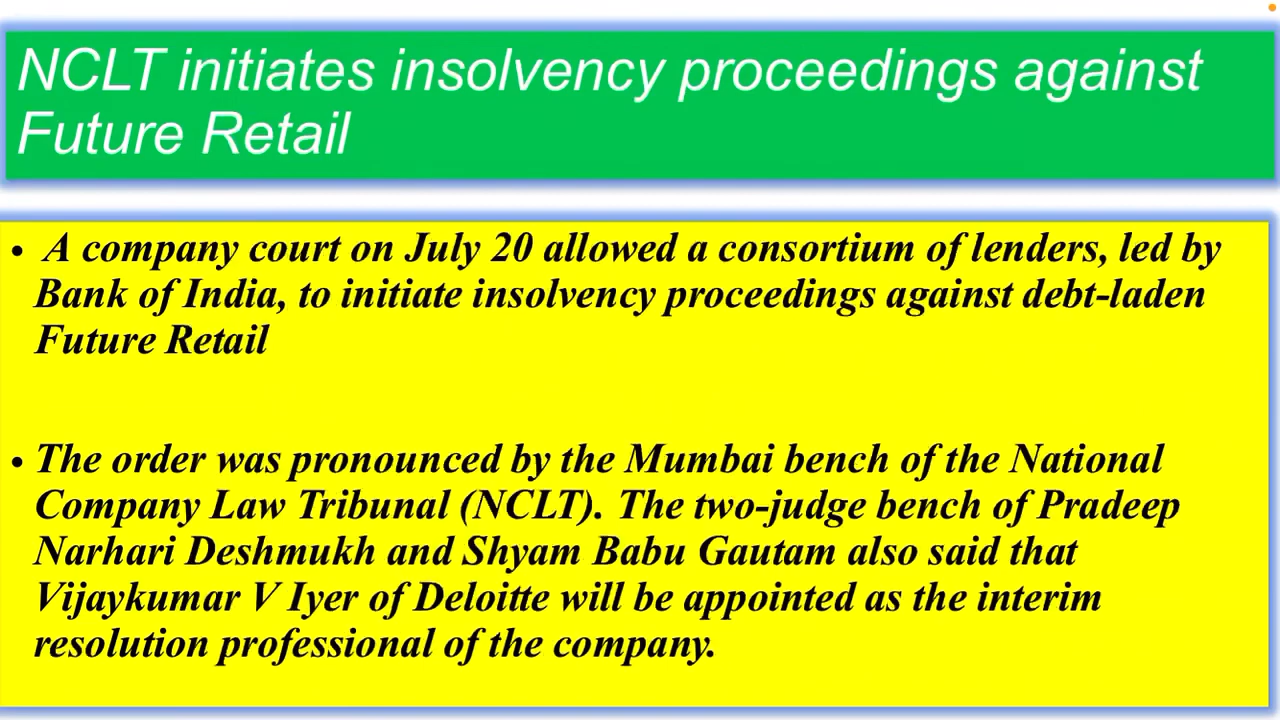 NCLT initiates insolvency proceedings against
Future Retail
• A company court on July 20 allowed a consortium of lenders, led by
Bank of India, to initiate insolvency proceedings against debt-laden
Future Retail
• The order was pronounced by the Mumbai bench of the National
Company Law Tribunal (NCLT). The two-judge bench of Pradeep
Narhari Deshmukh and Shyam Babu Gautam also said that
Vijaykumar V Iyer of Deloitte will be appointed as the interim
resolution professional of the company.